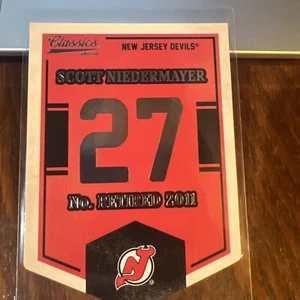 Classics
NEW JERSEY DEVILS®
SCOTT NIEDERMAYER
27
No. RETIRED 2011